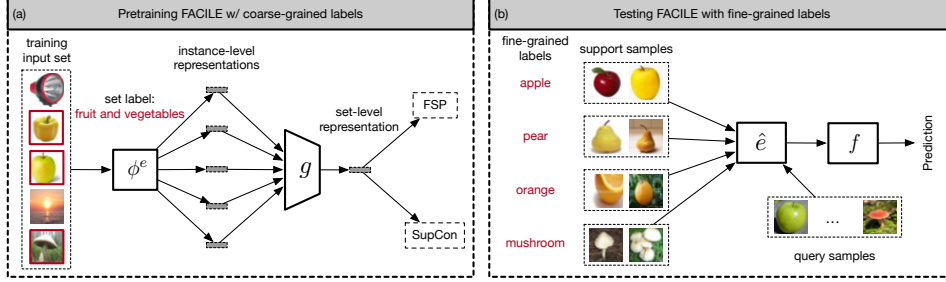 (a) Pretraining FACILE w/ coarse-grained labels
training
input set
set label:
fruit and vegetables
instance-level
representations
ϕᵉ
g
set-level
representation
FSP
SupCon
(b) Testing FACILE with fine-grained labels
fine-grained
labels
support samples
apple
pear
orange
mushroom
ê
f
Prediction
...
query samples